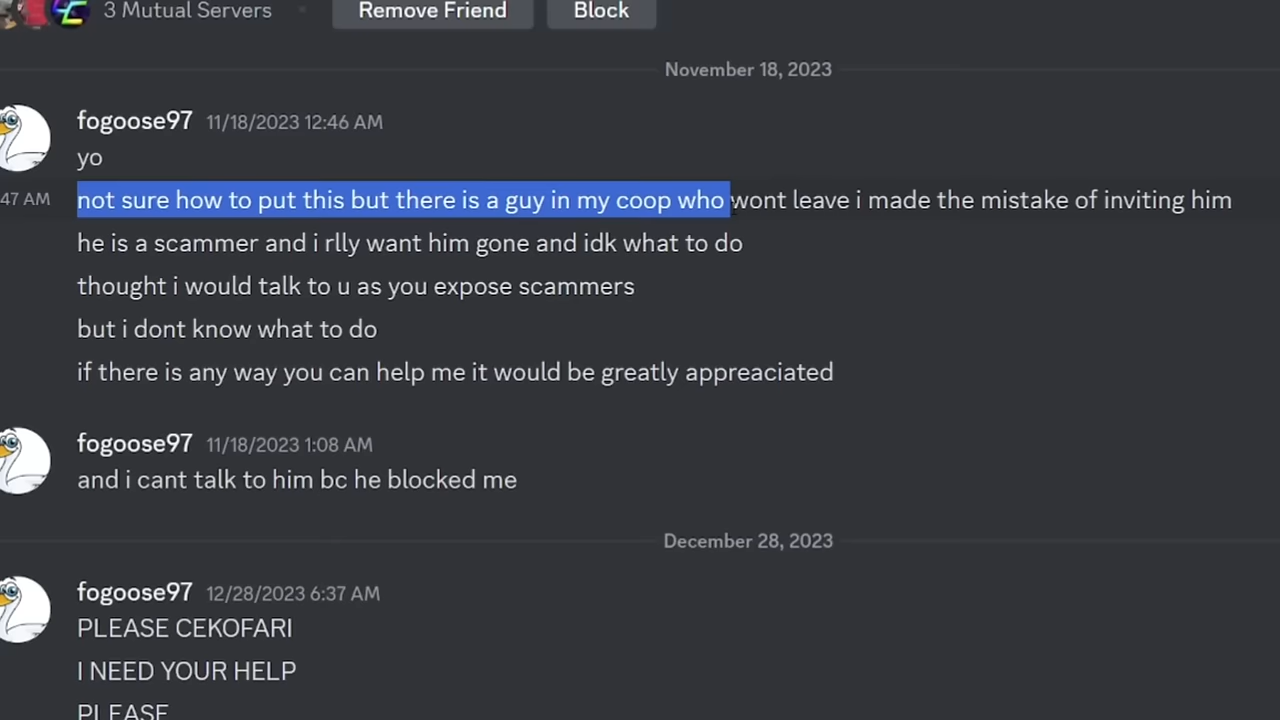 3 Mutual Servers
Remove Friend
Block
November 18, 2023
fogoose97 11/18/2023 12:46 AM
yo
47 AM not sure how to put this but there is a guy in my coop who wont leave i made the mistake of inviting him
he is a scammer and i rlly want him gone and idk what to do
thought i would talk to u as you expose scammers
but i dont know what to do
if there is any way you can help me it would be greatly appreaciated
fogoose97 11/18/2023 1:08 AM
and i cant talk to him bc he blocked me
December 28, 2023
fogoose97 12/28/2023 6:37 AM
PLEASE CEKOFARI
I NEED YOUR HELP
PLEASE